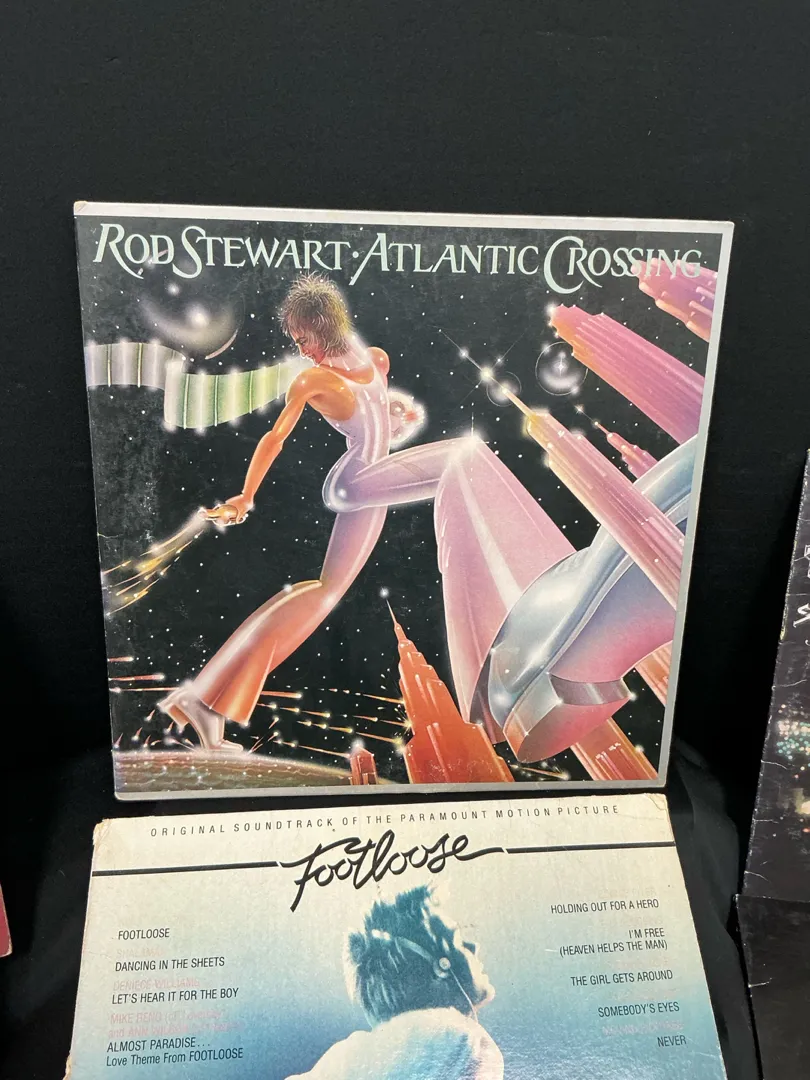 ROD STEWART • ATLANTIC CROSSING
ORIGINAL SOUNDTRACK OF THE PARAMOUNT MOTION PICTURE
Footloose
FOOTLOOSE
DANCING IN THE SHEETS
DENIECE WILLIAMS
LET'S HEAR IT FOR THE BOY
MIKE RENO
ALMOST PARADISE...
Love Theme From FOOTLOOSE
HOLDING OUT FOR A HERO
I'M FREE
(HEAVEN HELPS THE MAN)
THE GIRL GETS AROUND
SOMEBODY'S EYES
NEVER